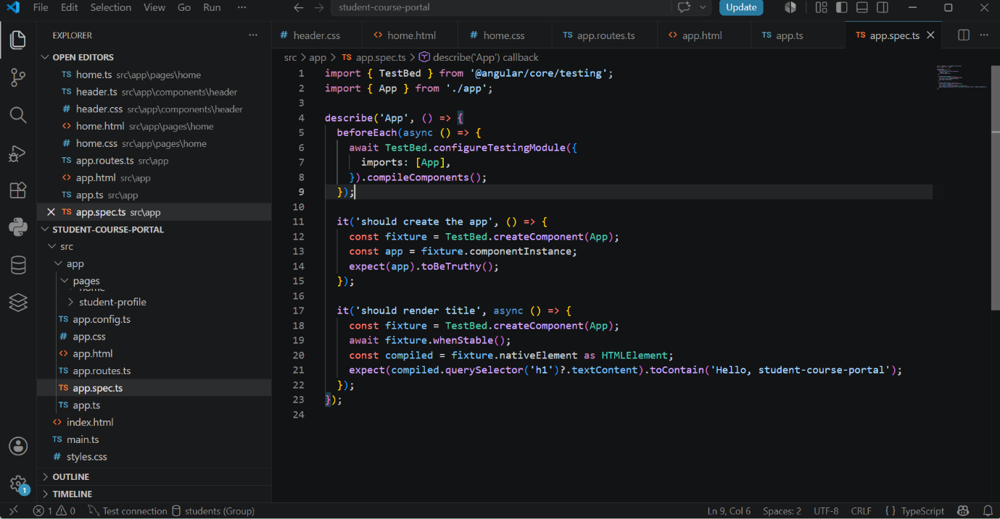 File Edit Selection View Go Run ··· student-course-portal Update
EXPLORER ···
OPEN EDITORS
TS home.ts src\app\pages\home
TS header.ts src\app\components\header
# header.css src\app\components\header
<> home.html src\app\pages\home
# home.css src\app\pages\home
TS app.routes.ts src\app
<> app.html src\app
TS app.ts src\app
TS app.spec.ts src\app
STUDENT-COURSE-PORTAL
src
app
pages
home
student-profile
TS app.config.ts
# app.css
<> app.html
TS app.routes.ts
TS app.spec.ts
TS app.ts
<> index.html
TS main.ts
# styles.css
OUTLINE
TIMELINE
# header.css <> home.html # home.css TS app.routes.ts <> app.html TS app.ts TS app.spec.ts ···
src > app > TS app.spec.ts > describe('App') callback
1 import { TestBed } from '@angular/core/testing';
2 import { App } from './app';
3
4 describe('App', () => {
5 beforeEach(async () => {
6 await TestBed.configureTestingModule({
7 imports: [App],
8 }).compileComponents();
9 });
10
11 it('should create the app', () => {
12 const fixture = TestBed.createComponent(App);
13 const app = fixture.componentInstance;
14 expect(app).toBeTruthy();
15 });
16
17 it('should render title', async () => {
18 const fixture = TestBed.createComponent(App);
19 await fixture.whenStable();
20 const compiled = fixture.nativeElement as HTMLElement;
21 expect(compiled.querySelector('h1')?.textContent).toContain('Hello, student-course-portal');
22 });
23 });
24
1
1 0 Test connection students (Group) Ln 9, Col 6 Spaces: 2 UTF-8 CRLF { } TypeScript